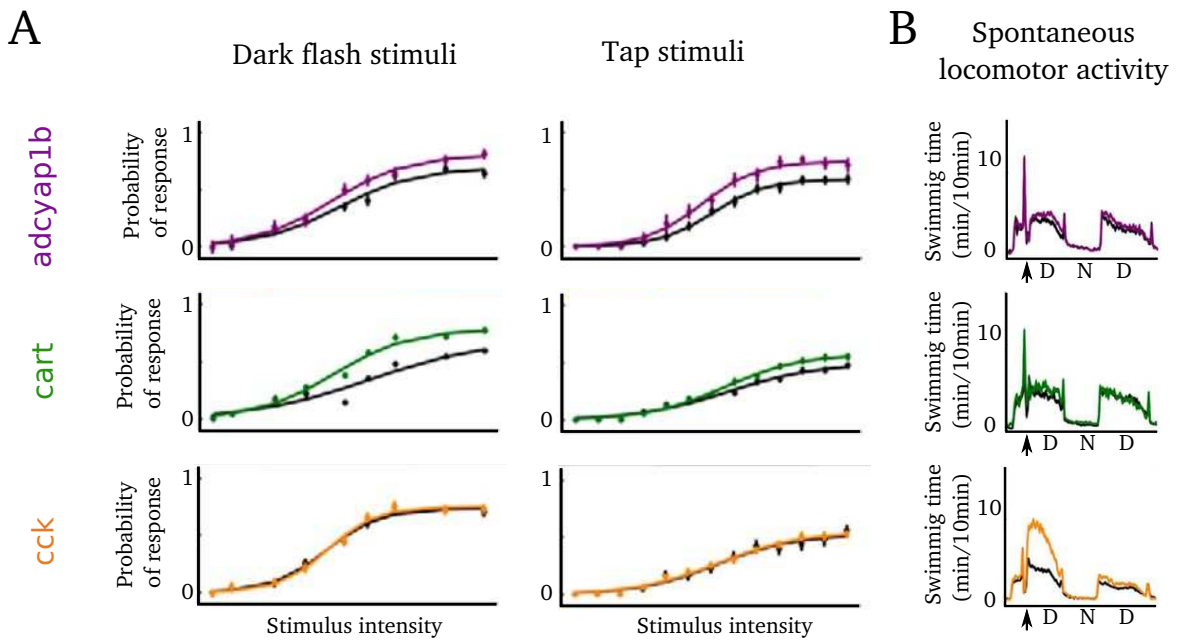 A
Dark flash stimuli
Tap stimuli
B
Spontaneous
locomotor activity
adcyap1b
Probability
of response
1
0
1
0
Swimmig time
(min/10min)
10
0
D N D
cart
Probability
of response
1
0
1
0
Swimmig time
(min/10min)
10
0
D N D
cck
Probability
of response
1
0
1
0
Swimmig time
(min/10min)
10
0
D N D
Stimulus intensity
Stimulus intensity